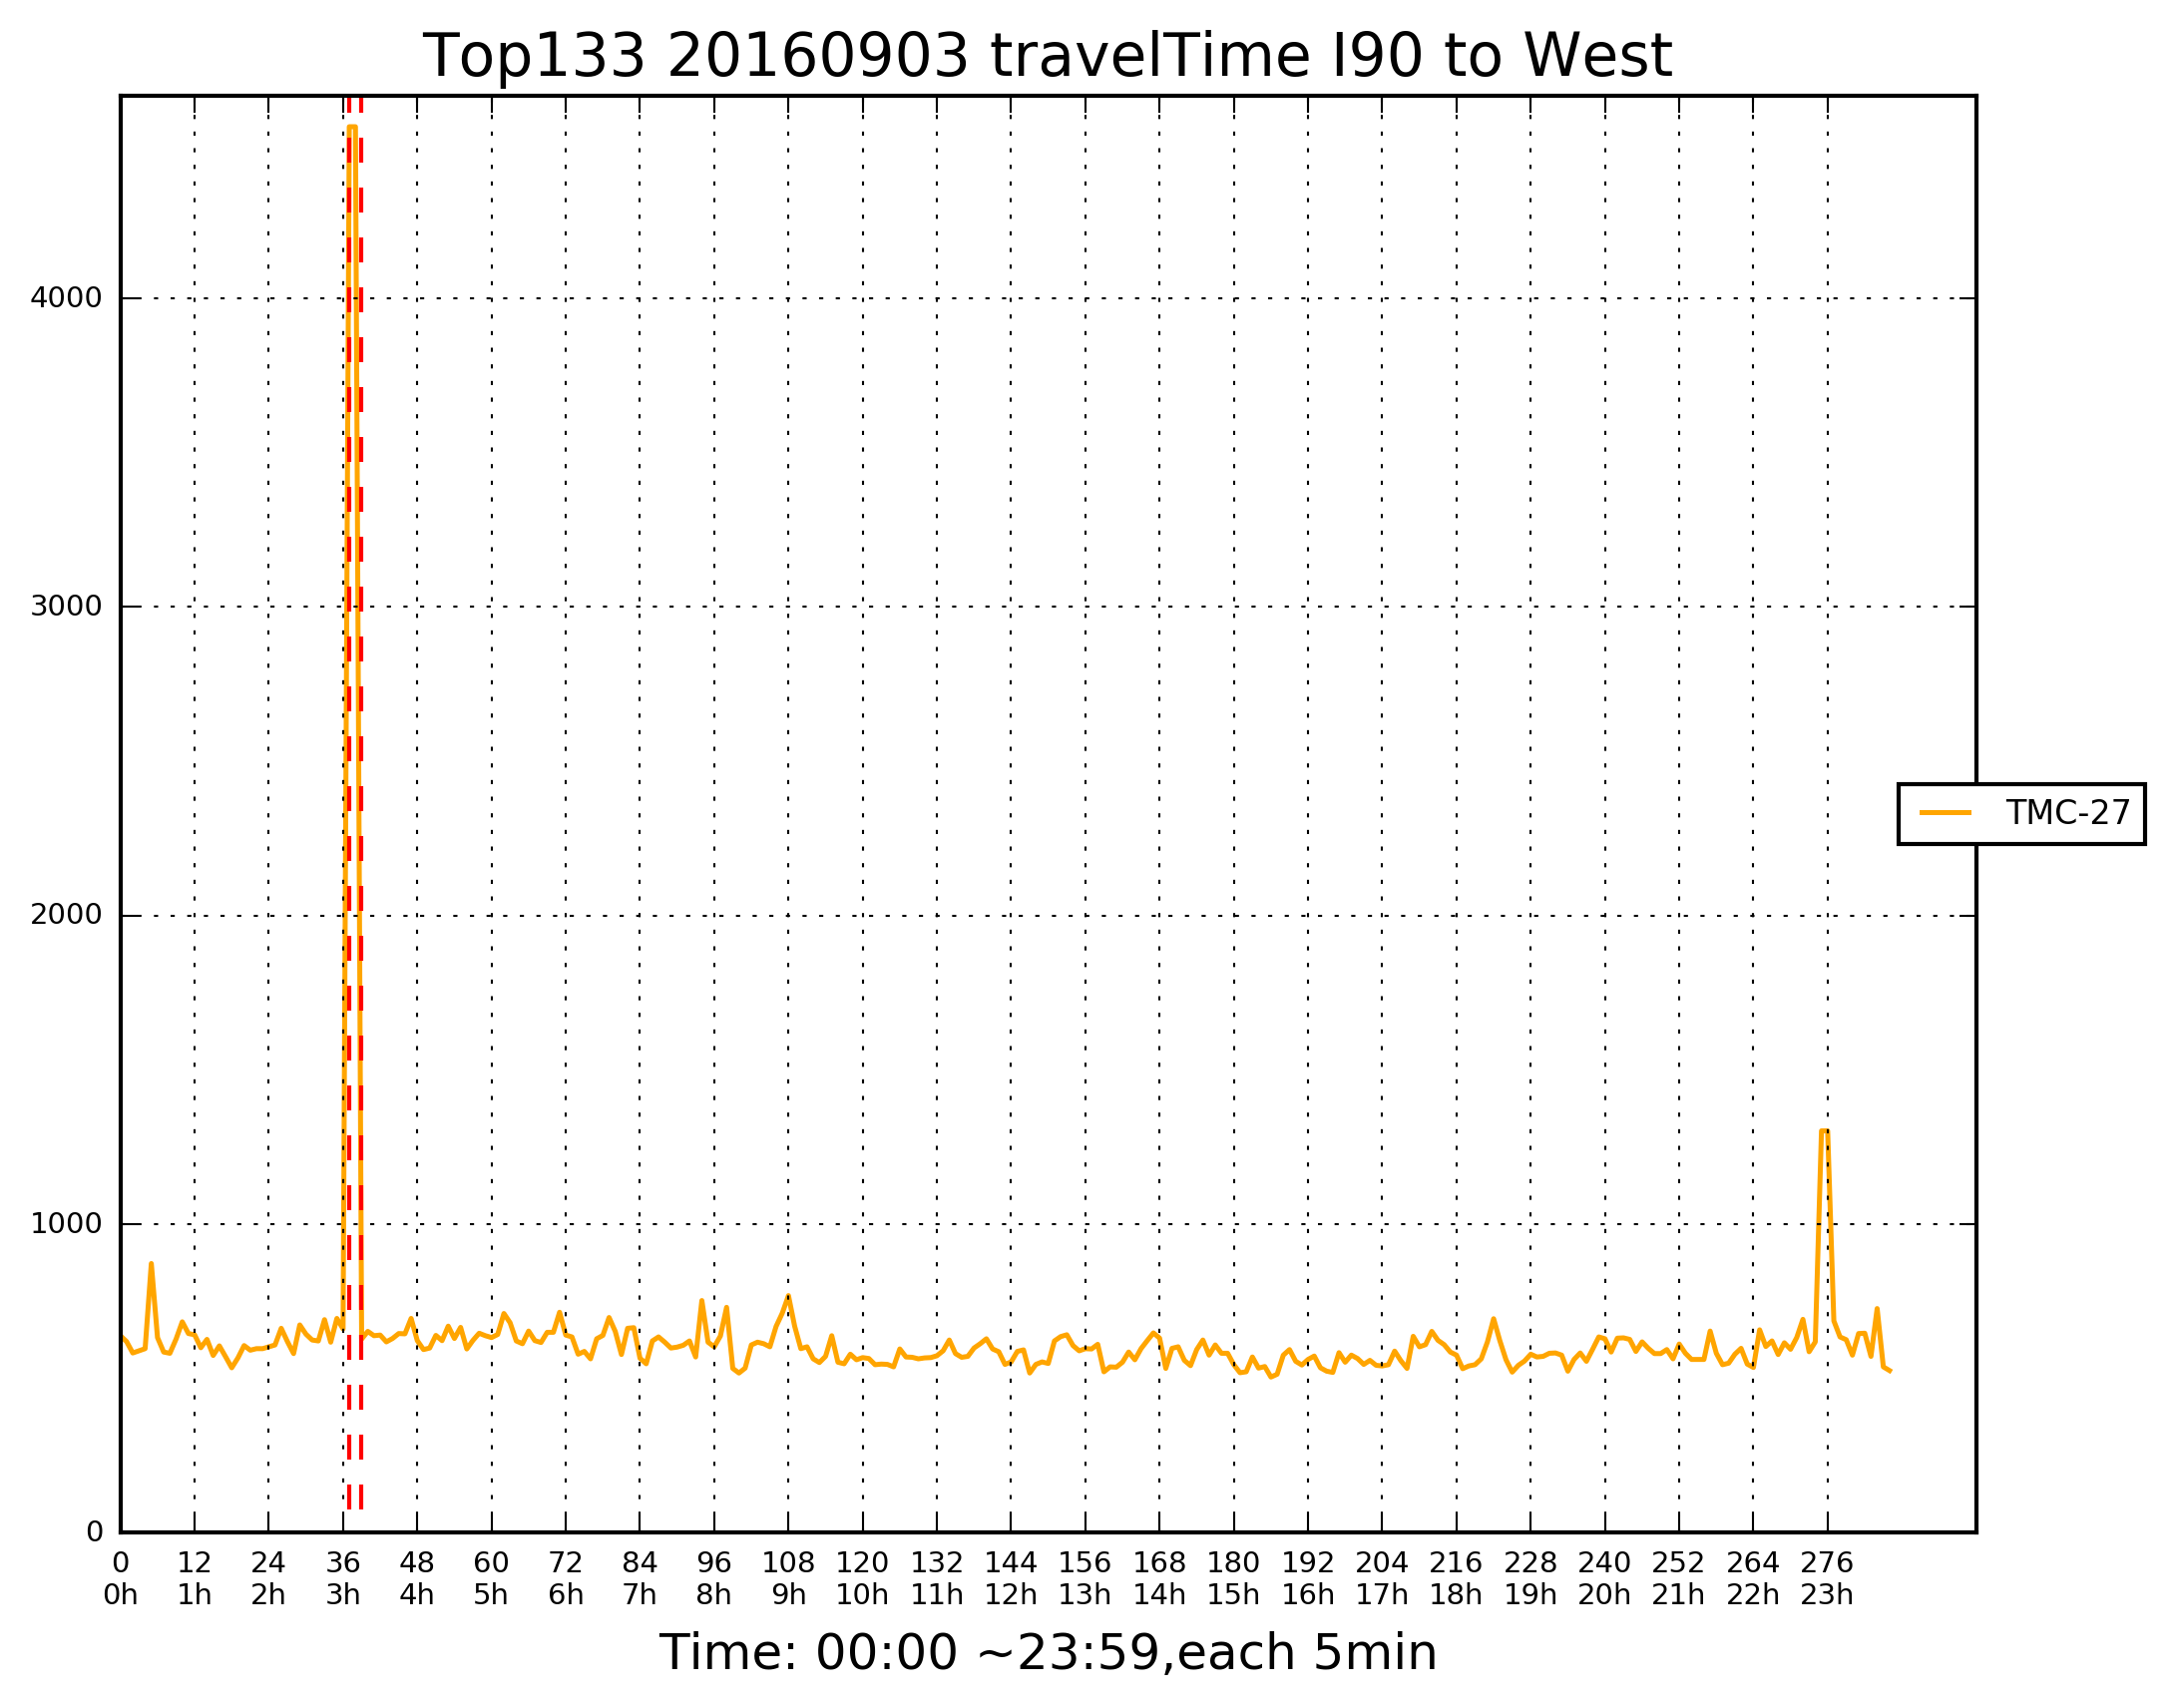 Top133 20160903 travelTime I90 to West
4000
3000
2000
1000
0
TMC-27
0 12 24 36 48 60 72 84 96 108 120 132 144 156 168 180 192 204 216 228 240 252 264 276
0h 1h 2h 3h 4h 5h 6h 7h 8h 9h 10h 11h 12h 13h 14h 15h 16h 17h 18h 19h 20h 21h 22h 23h
Time: 00:00 ~23:59,each 5min